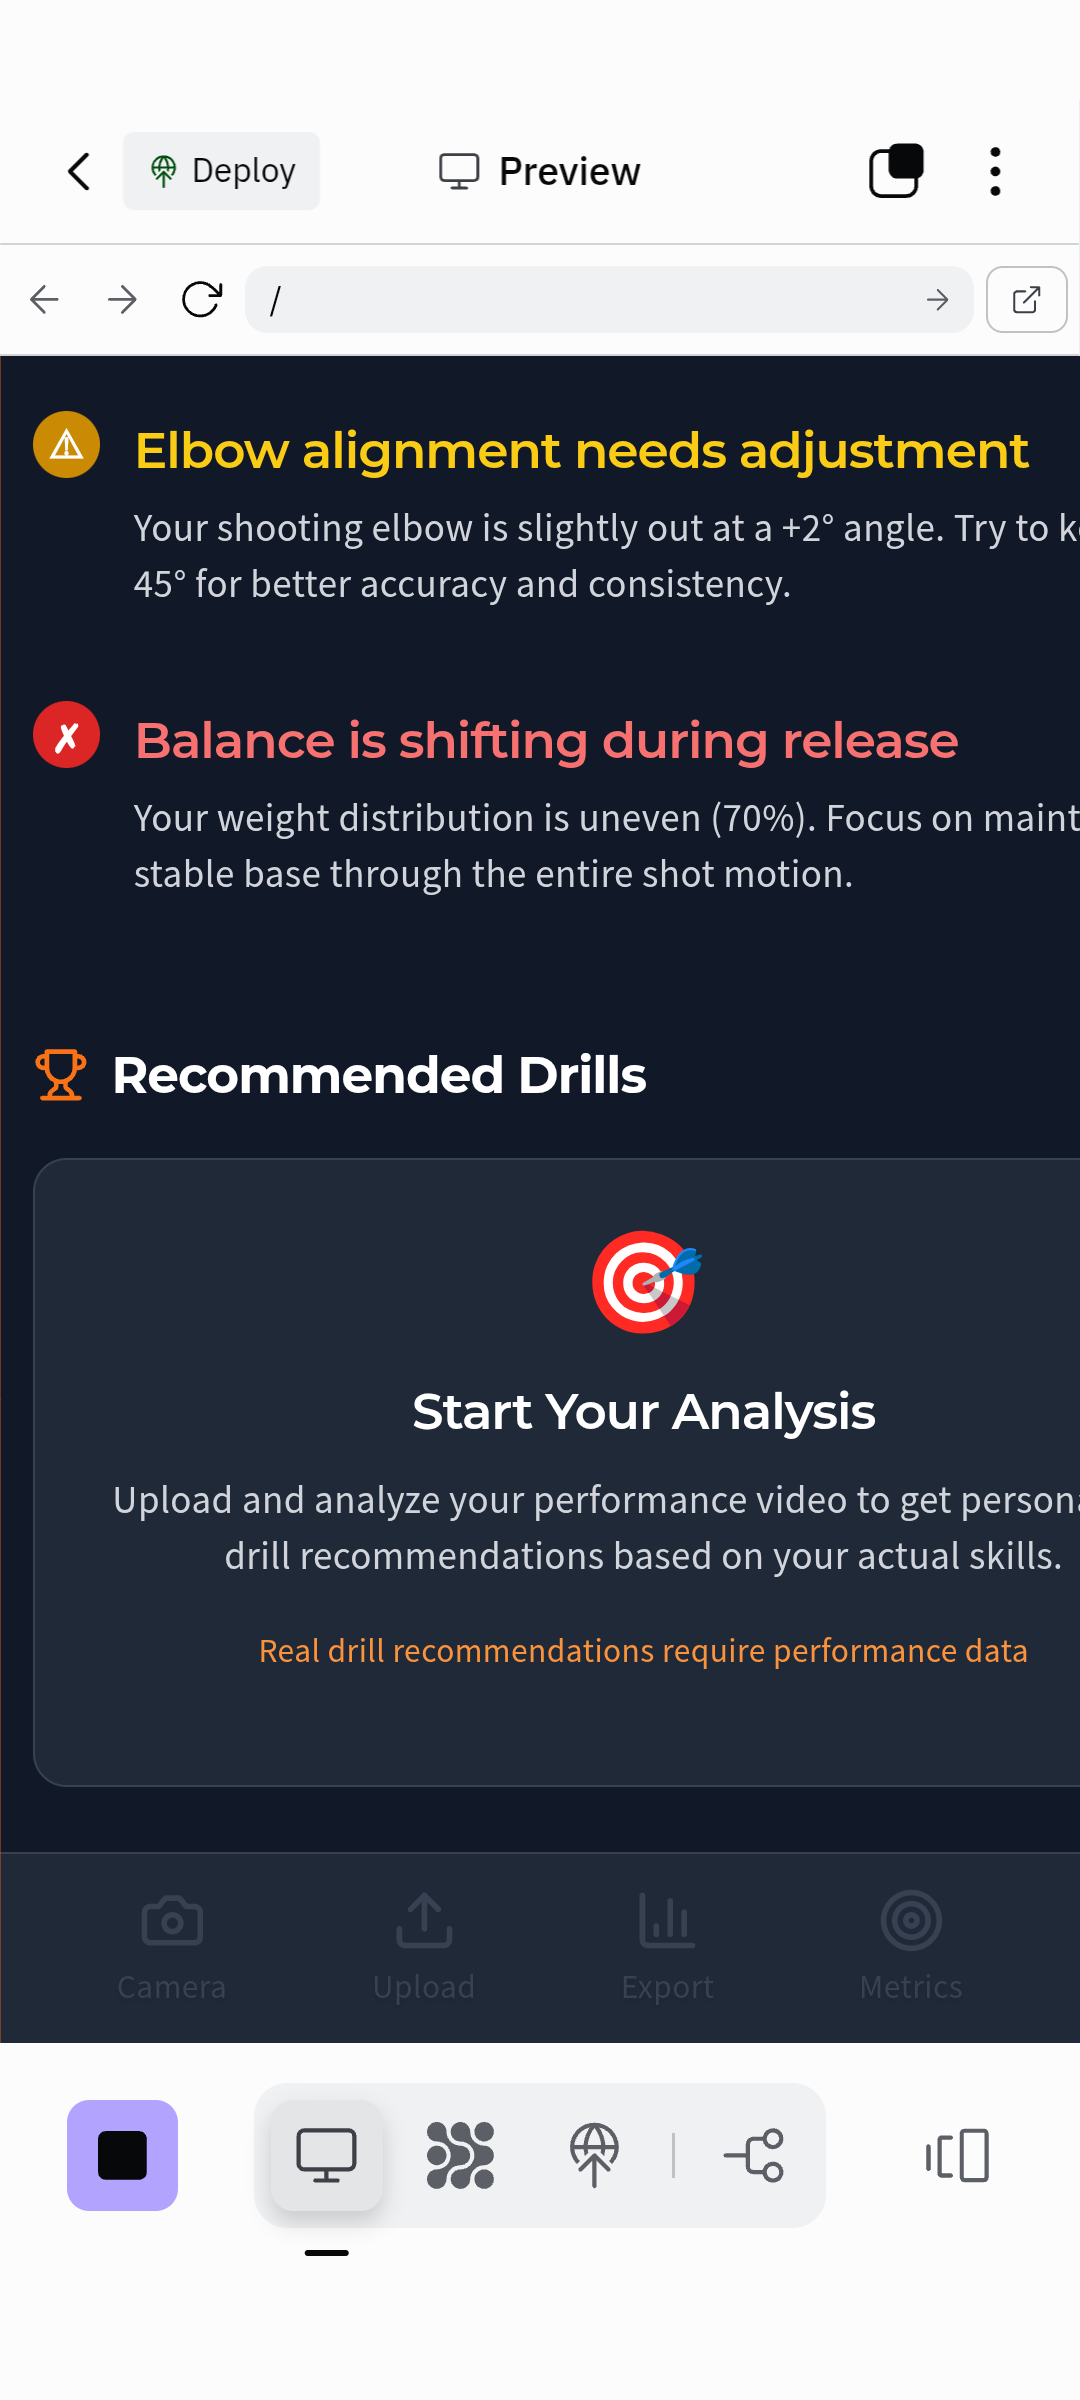 Deploy
Preview
/
Elbow alignment needs adjustment
Your shooting elbow is slightly out at a +2° angle. Try to
45° for better accuracy and consistency.
Balance is shifting during release
Your weight distribution is uneven (70%). Focus on
stable base through the entire shot motion.
Recommended Drills
Start Your Analysis
Upload and analyze your performance video to get
drill recommendations based on your actual skills.
Real drill recommendations require performance data
Camera
Upload
Export
Metrics